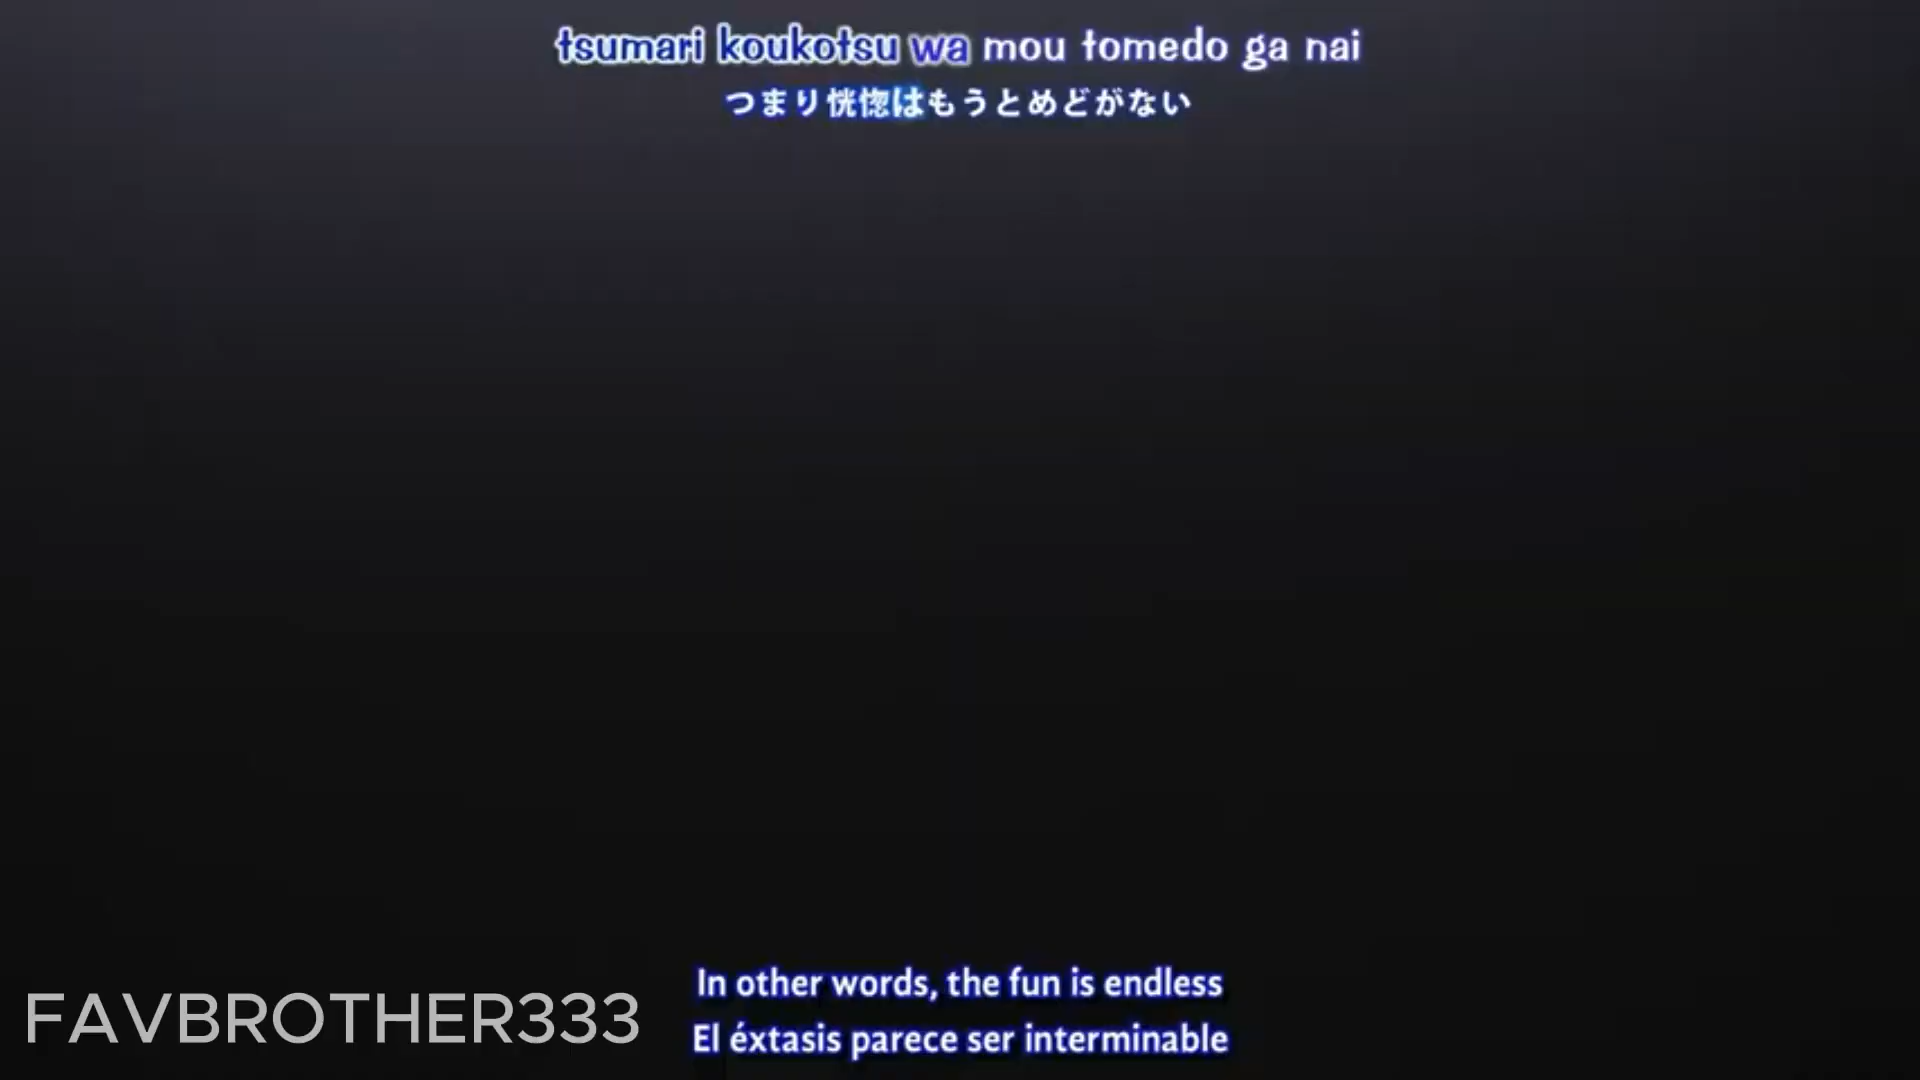 tsumari koukotsu wa mou tomedo ga nai
つまり恍惚はもうとめどがない
In other words, the fun is endless
El éxtasis parece ser interminable
FAVBROTHER333